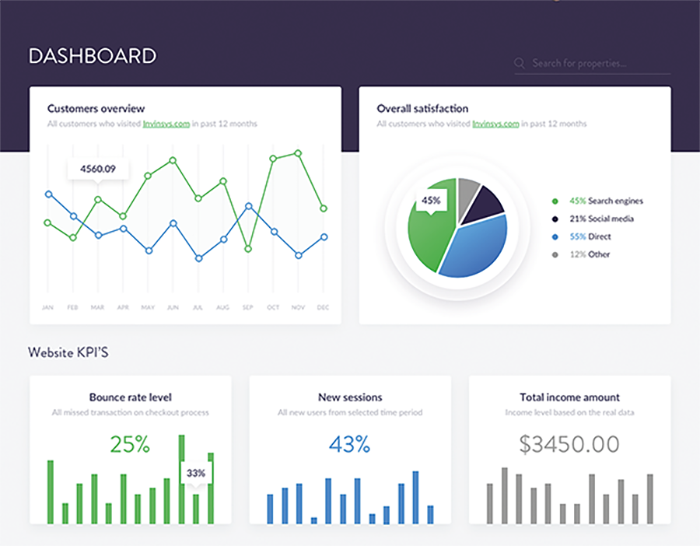 DASHBOARD
Search for properties...
Customers overview
All customers who visited Invinsys.com in past 12 months
4560.09
JAN FEB MAR APR MAY JUN JUL AUG SEP OCT NOV DEC
Overall satisfaction
All customers who visited Invinsys.com in past 12 months
45%
45% Search engines
21% Social media
55% Direct
12% Other
Website KPI'S
Bounce rate level
All missed transaction on checkout process
25%
33%
New sessions
All new users from selected time period
43%
Total income amount
Income level based on the real data
$3450.00